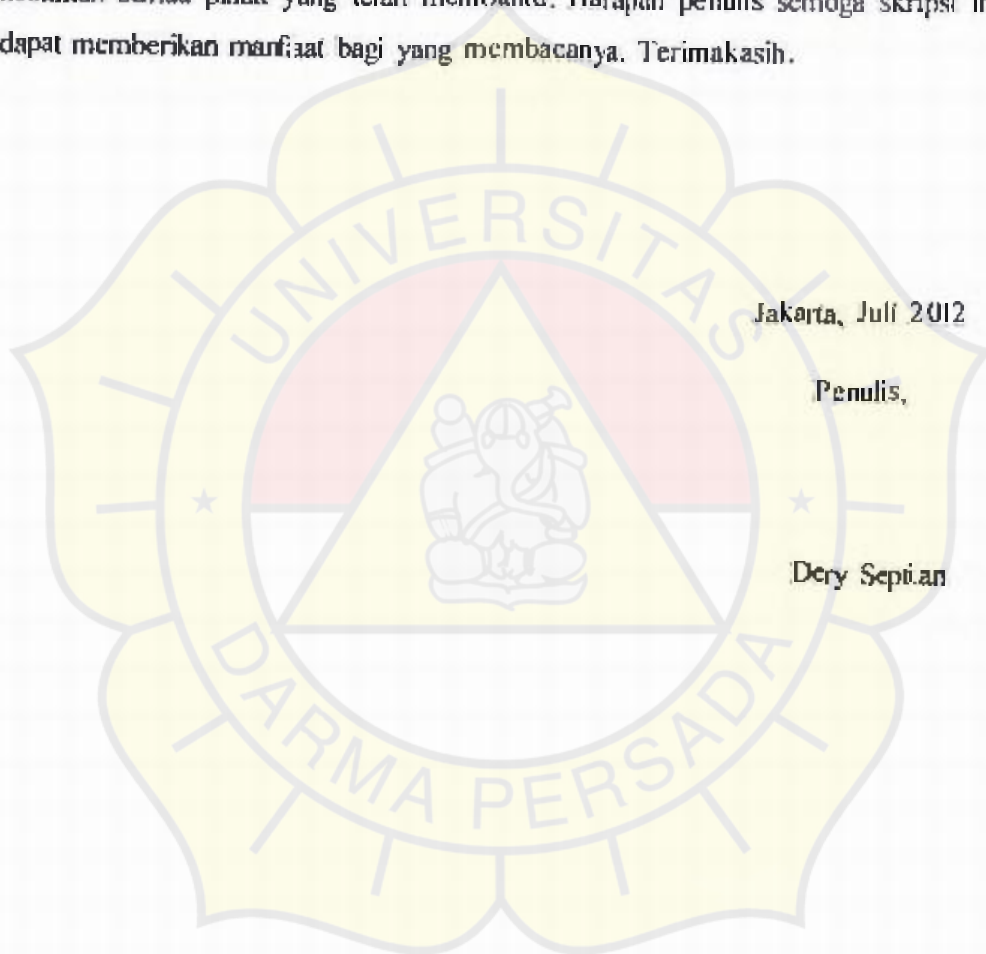 pihak yang telah membantu. Harapan penulis semoga skripsi
dapat memberikan manfaat bagi yang membacanya. Terimakasih.
UNIVERSITAS
Jakarta, Juli 2012
Penulis,
Dery Septian
DARMA PERSADA